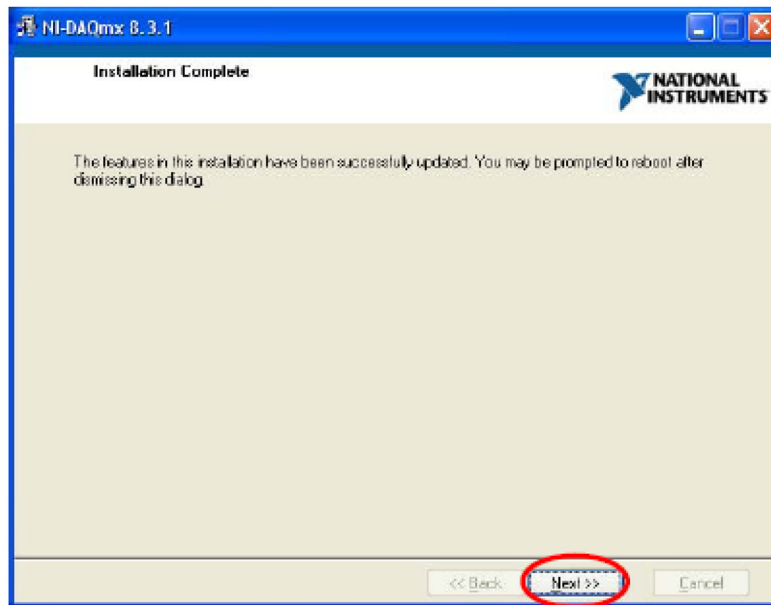 NI-DAQmx 8.3.1
Installation Complete
NATIONAL
INSTRUMENTS
The features in this installation have been successfully updated. You may be prompted to reboot after
dismissing this dialog.
<< Back
Next >>
Cancel